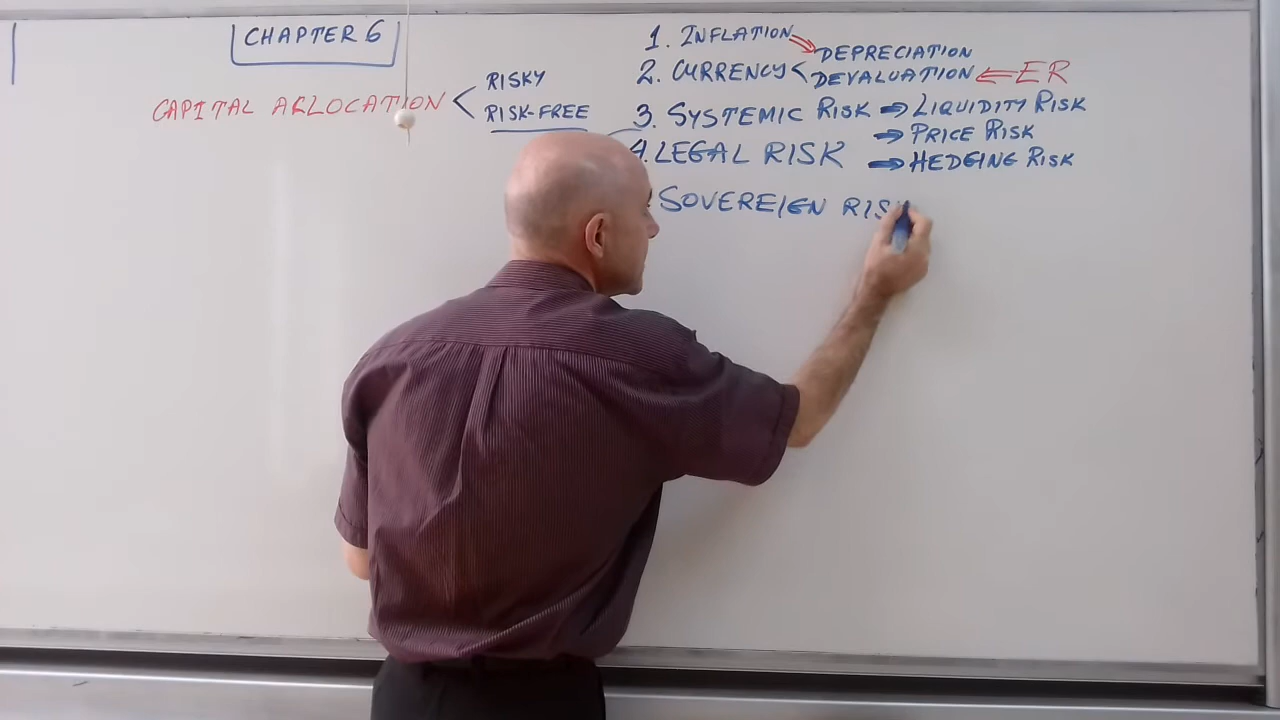 CHAPTER 6
CAPITAL ALLOCATION
RISKY
RISK-FREE
1. INFLATION
DEPRECIATION
2. CURRENCY
DEVALUATION
ER
3. SYSTEMIC RISK → LIQUIDITY RISK
→ PRICE RISK
4. LEGAL RISK → HEDGING RISK
SOVEREIGN RIS